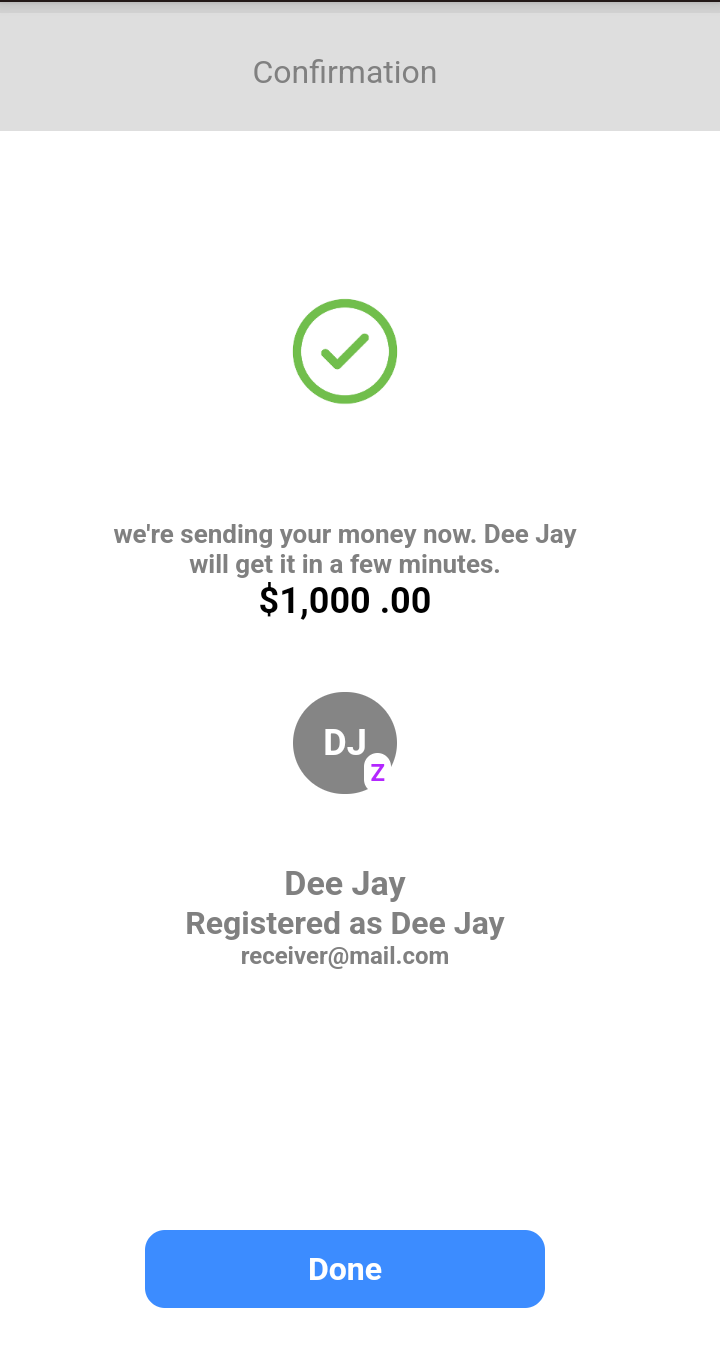 Confirmation
we're sending your money now. Dee Jay
will get it in a few minutes.
$1,000 .00
DJ
Z
Dee Jay
Registered as Dee Jay
receiver@mail.com
Done